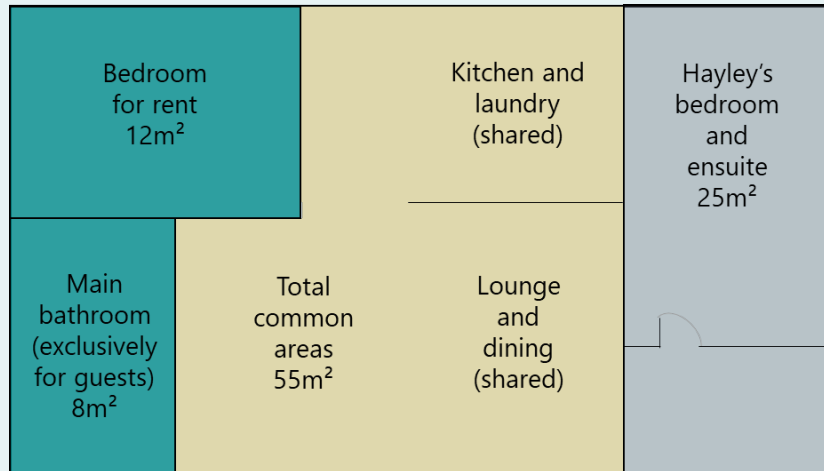 Bedroom
for rent
12m²
Kitchen and
laundry
(shared)
Hayley’s
bedroom
and
ensuite
25m²
Main
bathroom
(exclusively
for guests)
8m²
Total
common
areas
55m²
Lounge
and
dining
(shared)